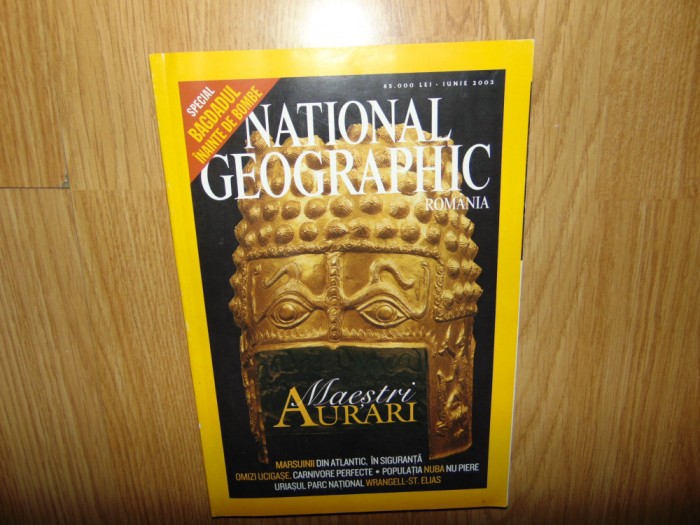 SPECIAL
BAGDADUL
ÎNAINTE DE BOMBE
65.000 LEI - IUNIE 2003
NATIONAL
GEOGRAPHIC
ROMANIA
Maeștri
AURARI
MARSUINII DIN ATLANTIC, ÎN SIGURANȚĂ
OMIZI UCIGAȘE, CARNIVORE PERFECTE • POPULAȚIA NUBA NU PIERE
URIAȘUL PARC NAȚIONAL WRANGELL-ST. ELIAS